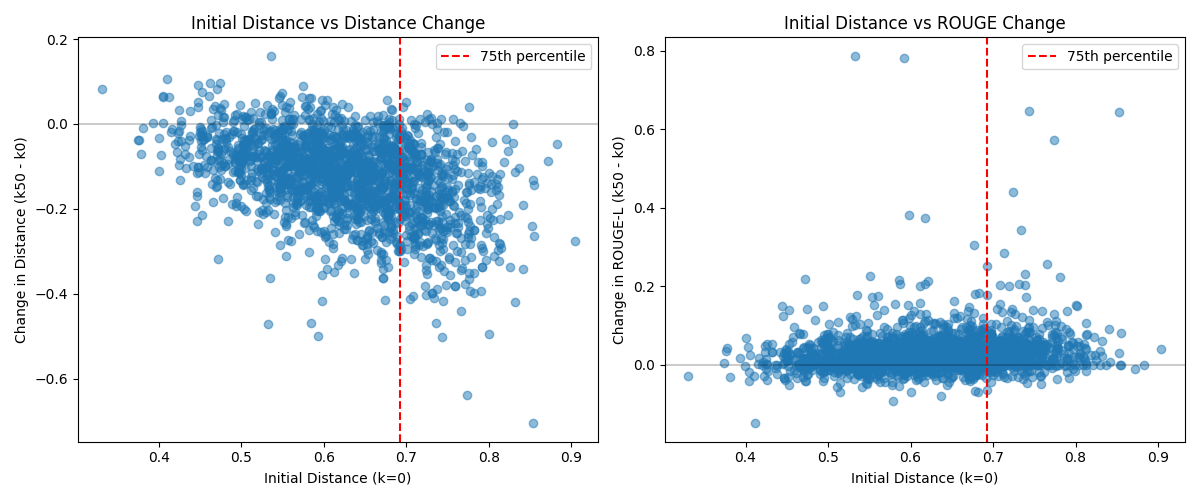 Initial Distance vs Distance Change
Change in Distance (k50 - k0)
0.2
0.0
−0.2
−0.4
−0.6
75th percentile
0.4 0.5 0.6 0.7 0.8 0.9
Initial Distance (k=0)
Initial Distance vs ROUGE Change
Change in ROUGE-L (k50 - k0)
0.8
0.6
0.4
0.2
0.0
75th percentile
0.4 0.5 0.6 0.7 0.8 0.9
Initial Distance (k=0)